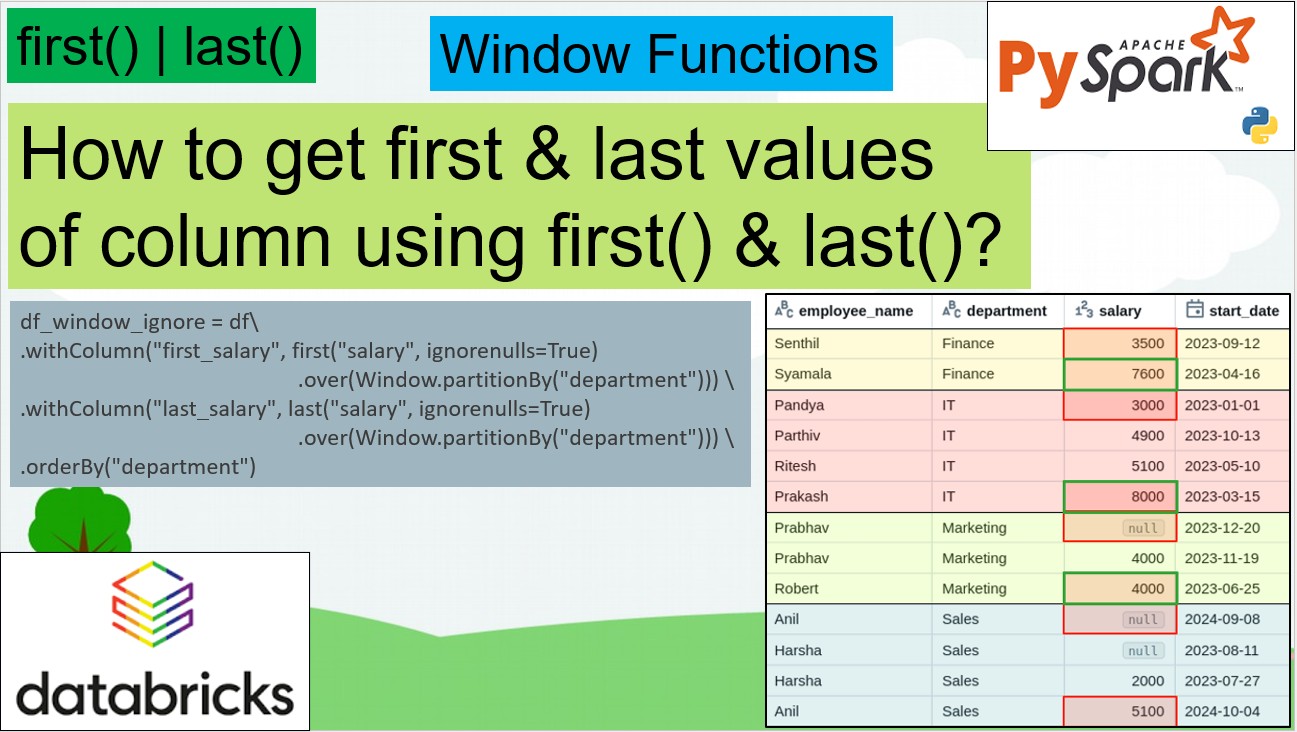 first() | last()
Window Functions
APACHE
PySpark™
How to get first & last values
of column using first() & last()?
df_window_ignore = df\
.withColumn("first_salary", first("salary", ignorenulls=True)
.over(Window.partitionBy("department"))) \
.withColumn("last_salary", last("salary", ignorenulls=True)
.over(Window.partitionBy("department"))) \
.orderBy("department")
ABC employee_name ABC department 123 salary start_date
Senthil Finance 3500 2023-09-12
Syamala Finance 7600 2023-04-16
Pandya IT 3000 2023-01-01
Parthiv IT 4900 2023-10-13
Ritesh IT 5100 2023-05-10
Prakash IT 8000 2023-03-15
Prabhav Marketing null 2023-12-20
Prabhav Marketing 4000 2023-11-19
Robert Marketing 4000 2023-06-25
Anil Sales null 2024-09-08
Harsha Sales null 2023-08-11
Harsha Sales 2000 2023-07-27
Anil Sales 5100 2024-10-04
databricks